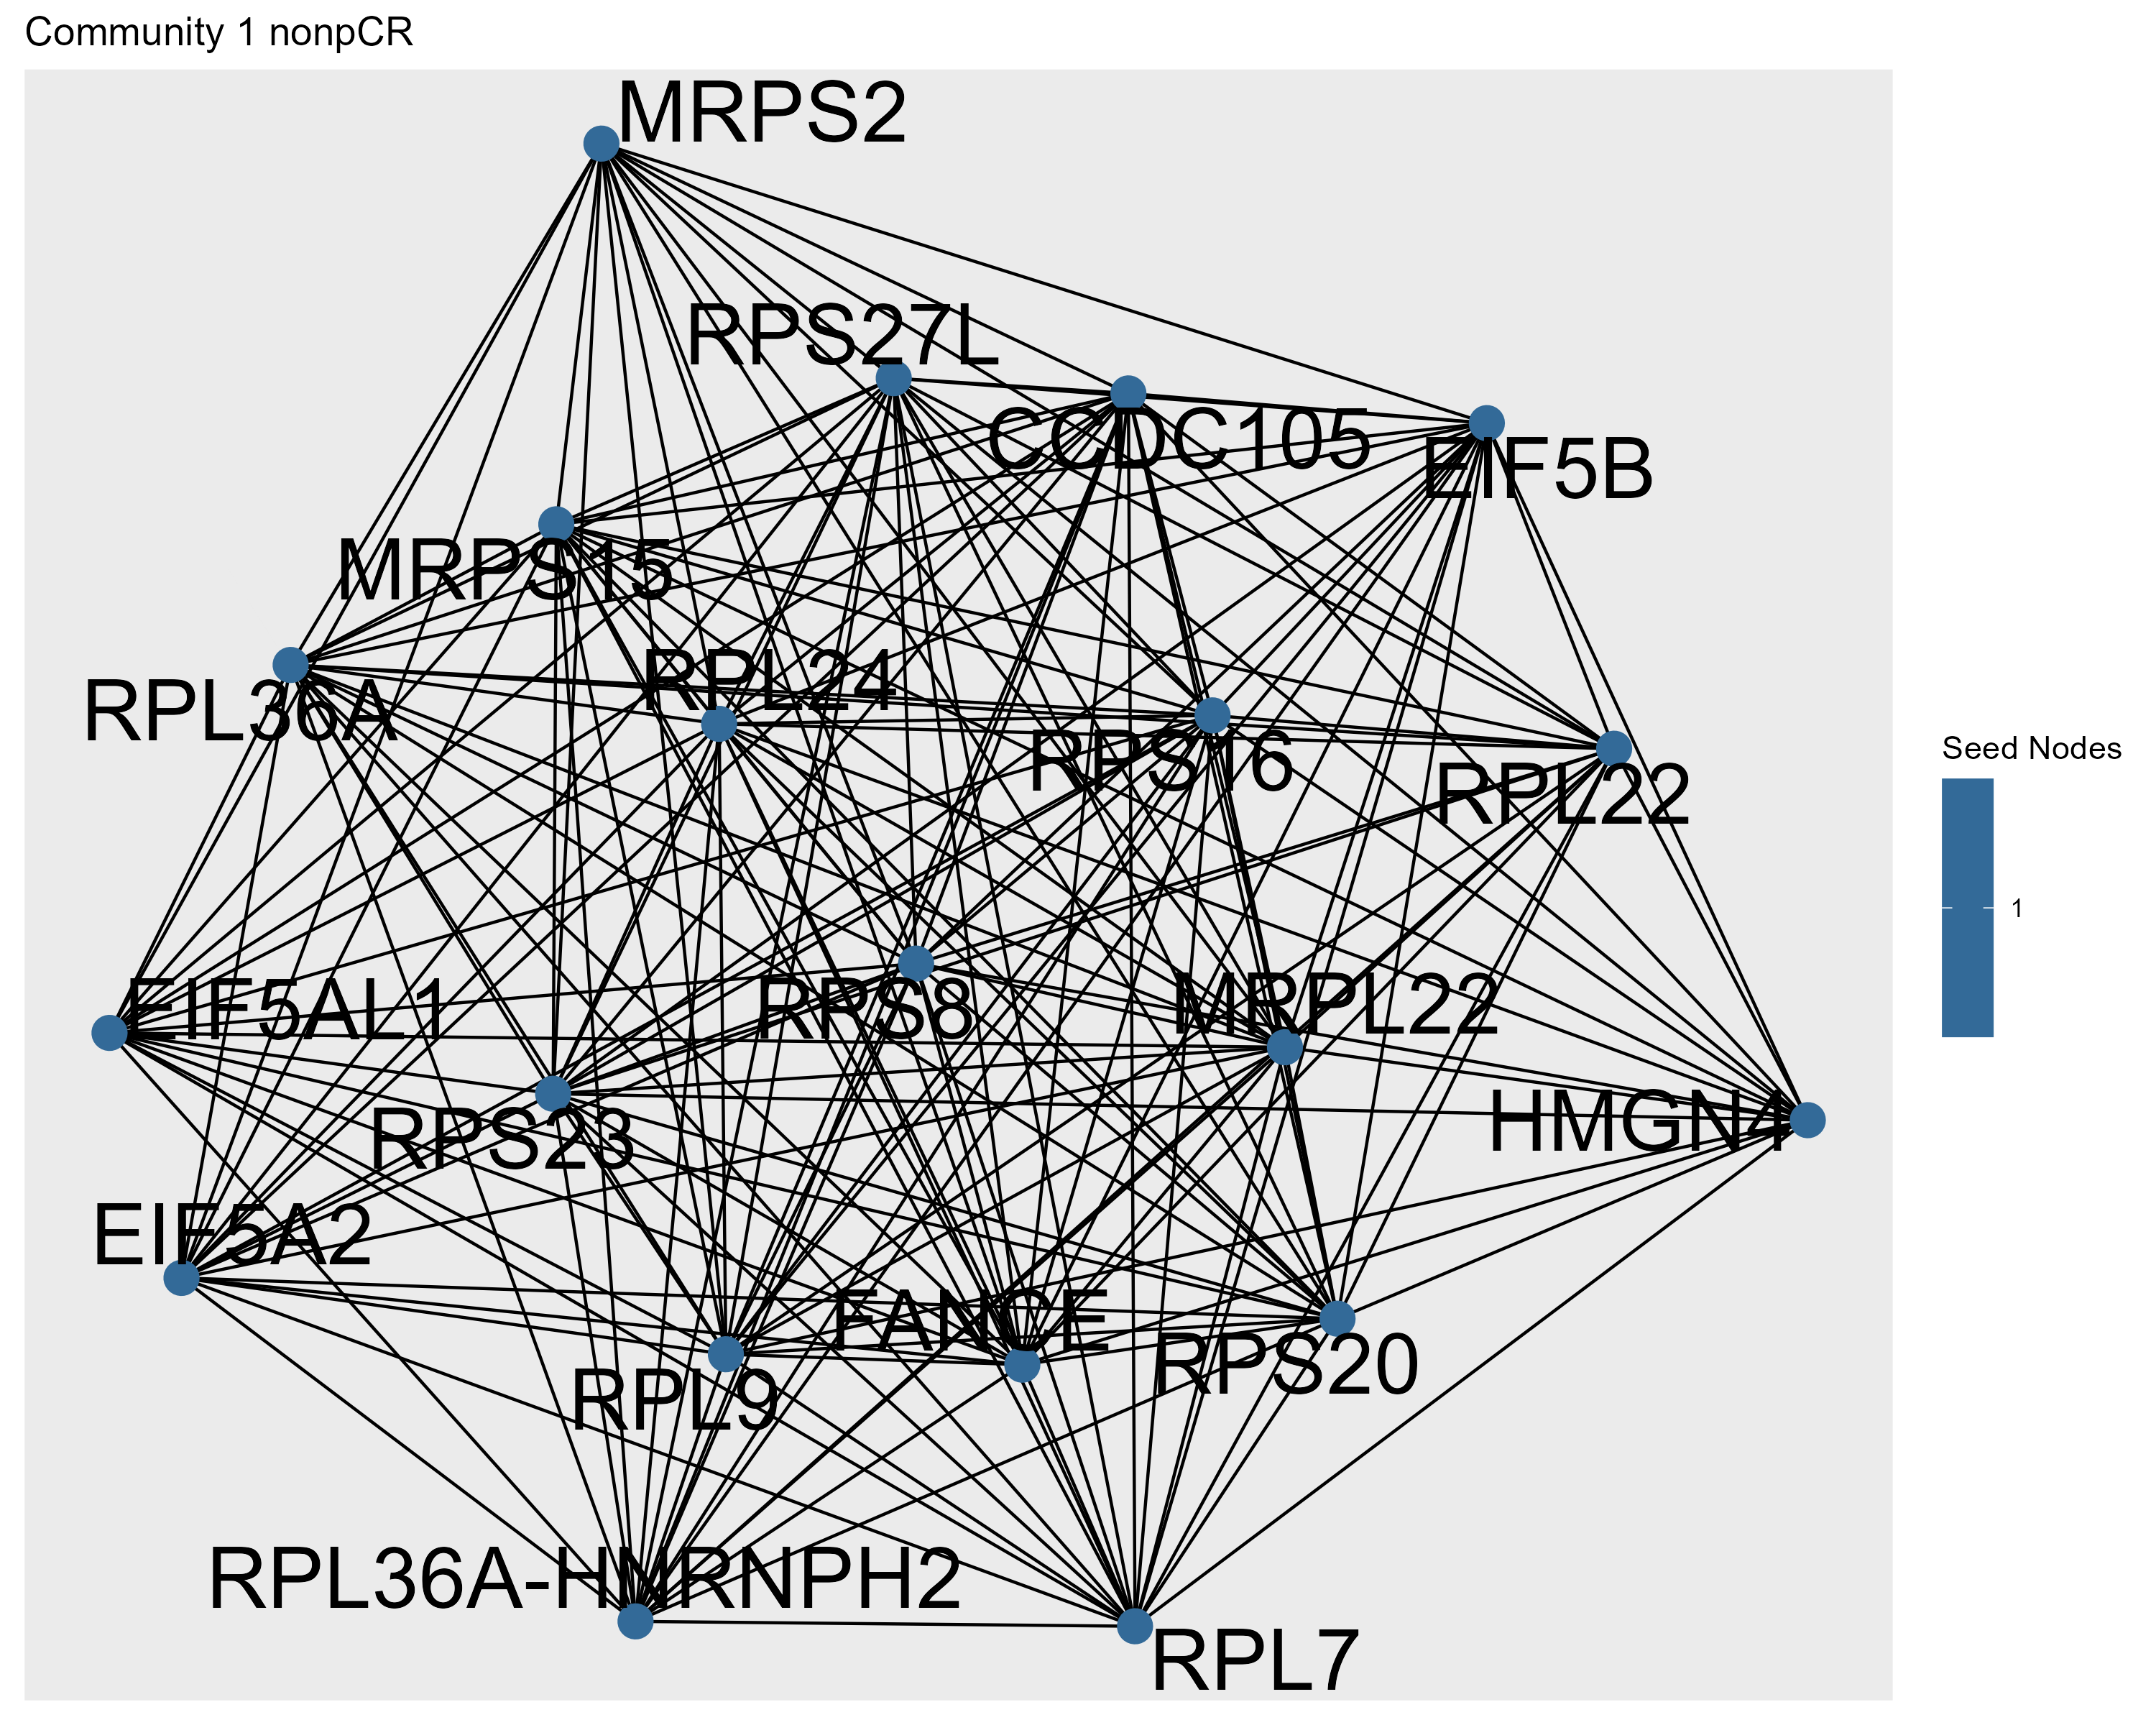 Community 1 nonpCR
MRPS2
RPS27L
CCDC105
EIF5B
MRPS15
RPL24
RPL36A
RPS16
RPL22
Seed Nodes
1
EIF5AL1
RPS8
MRPL22
RPS23
HMGN4
EIF5A2
FANCE
RPS20
RPL9
RPL36A-HNRNPH2
RPL7